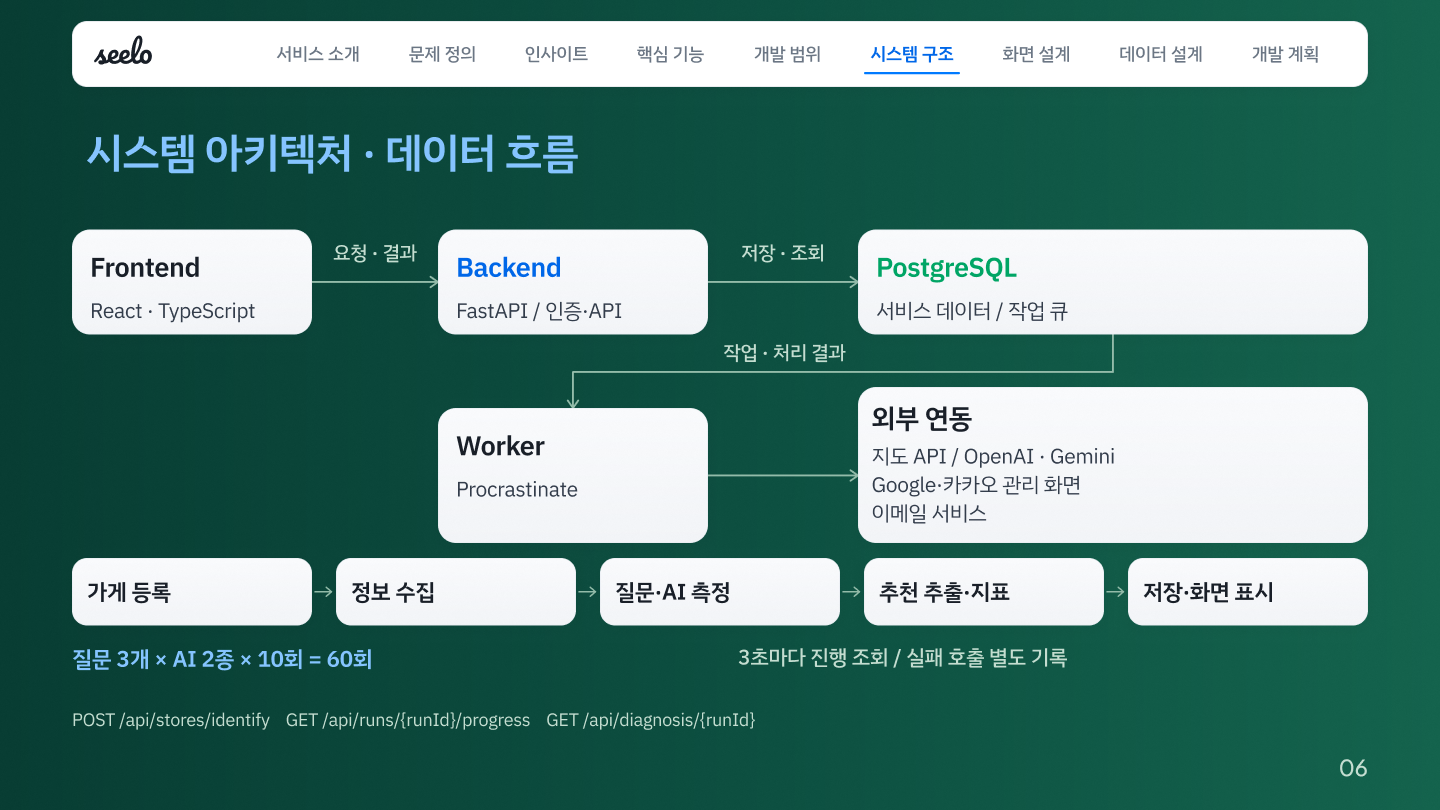 seelo
서비스 소개
문제 정의
인사이트
핵심 기능
개발 범위
시스템 구조
화면 설계
데이터 설계
개발 계획
시스템 아키텍처 · 데이터 흐름
Frontend
React · TypeScript
요청 · 결과
Backend
FastAPI / 인증·API
저장 · 조회
PostgreSQL
서비스 데이터 / 작업 큐
작업 · 처리 결과
Worker
Procrastinate
외부 연동
지도 API / OpenAI · Gemini
Google·카카오 관리 화면
이메일 서비스
가게 등록
정보 수집
질문·AI 측정
추천 추출·지표
저장·화면 표시
질문 3개 × AI 2종 × 10회 = 60회
3초마다 진행 조회 / 실패 호출 별도 기록
POST /api/stores/identify GET /api/runs/{runId}/progress GET /api/diagnosis/{runId}
06